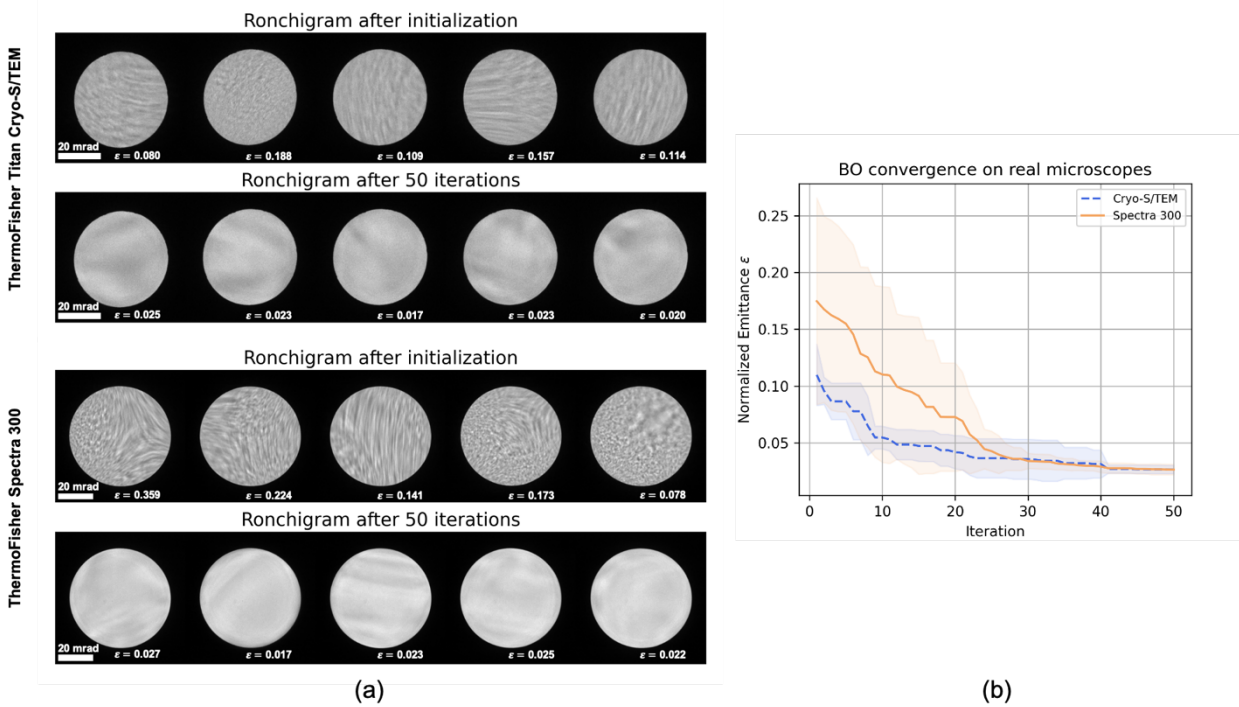 ThermoFisher Titan Cryo-S/TEM
Ronchigram after initialization
20 mrad
ε = 0.080
ε = 0.188
ε = 0.109
ε = 0.157
ε = 0.114
Ronchigram after 50 iterations
20 mrad
ε = 0.025
ε = 0.023
ε = 0.017
ε = 0.023
ε = 0.020
ThermoFisher Spectra 300
Ronchigram after initialization
20 mrad
ε = 0.359
ε = 0.224
ε = 0.141
ε = 0.173
ε = 0.078
Ronchigram after 50 iterations
20 mrad
ε = 0.027
ε = 0.017
ε = 0.023
ε = 0.025
ε = 0.022
(a)
BO convergence on real microscopes
Cryo-S/TEM
Spectra 300
Normalized Emittance ε
0.25
0.20
0.15
0.10
0.05
0 10 20 30 40 50
Iteration
(b)